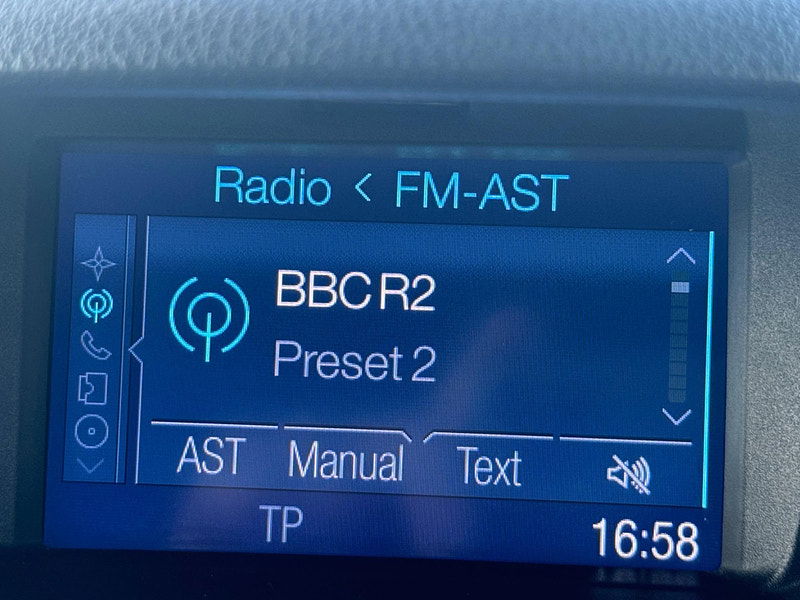 Radio < FM-AST
BBC R2
Preset 2
AST Manual Text
TP 16:58